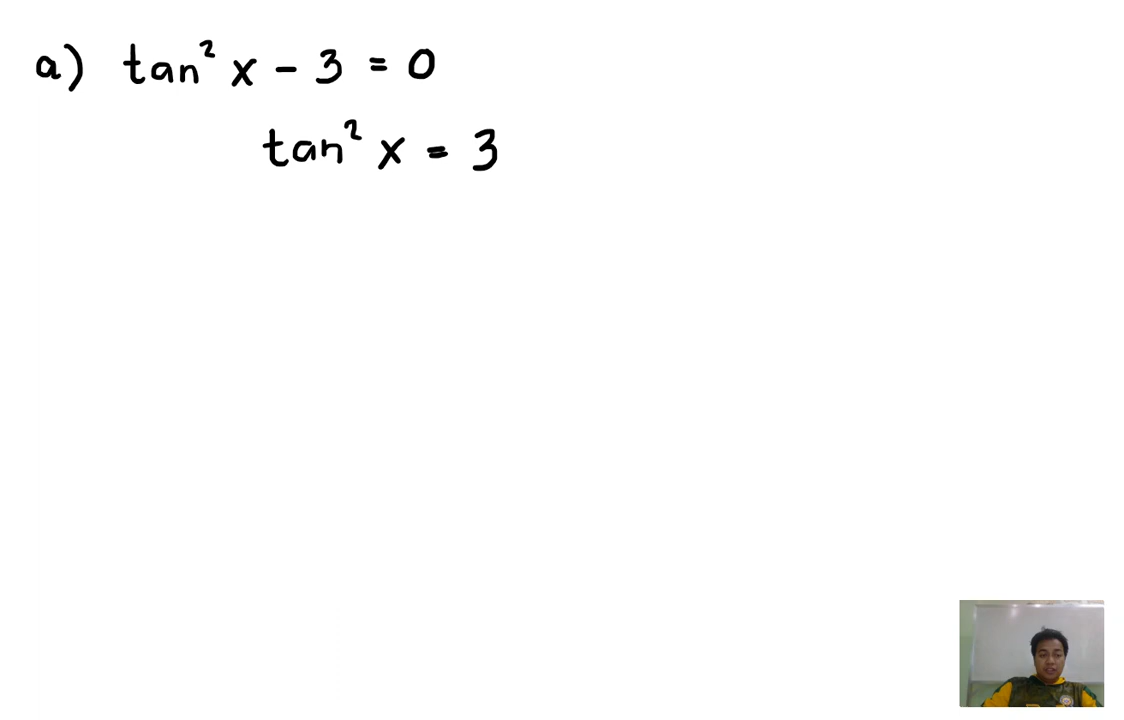 a) tan² x - 3 = 0
tan² x = 3